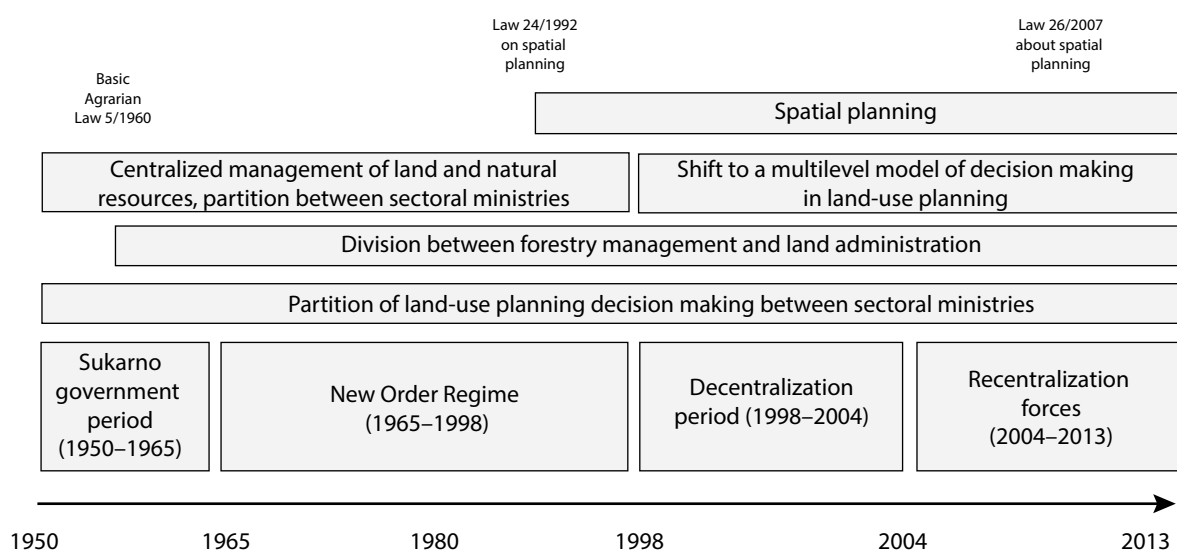 Law 24/1992
on spatial
planning
Law 26/2007
about spatial
planning
Basic
Agrarian
Law 5/1960
Spatial planning
Centralized management of land and natural
resources, partition between sectoral ministries
Shift to a multilevel model of decision making
in land-use planning
Division between forestry management and land administration
Partition of land-use planning decision making between sectoral ministries
Sukarno
government
period
(1950–1965)
New Order Regime
(1965–1998)
Decentralization
period (1998–2004)
Recentralization
forces
(2004–2013)
1950 1965 1980 1998 2004 2013